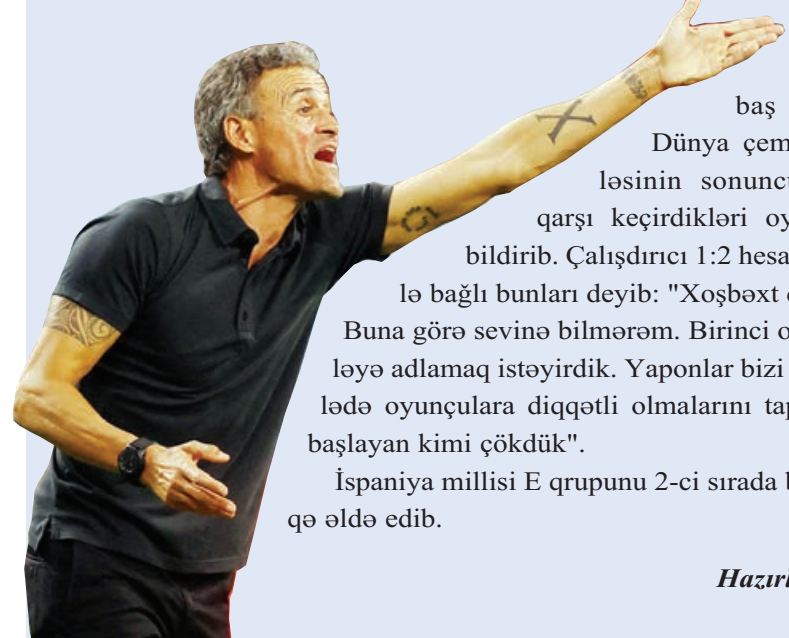 baş
Dünya çem
ləsinin sonuncu
qarşı keçirdikləri oy
bildirib. Çalışdırıcı 1:2 hesa
lə bağlı bunları deyib: "Xoşbəxt
Buna görə sevinə bilmərəm. Birinci o
ləyə adlamaq istəyirdik. Yaponlar bizi
lədə oyunçulara diqqətli olmalarını tap
başlayan kimi çökdük".
İspaniya millisi E qrupunu 2-ci sırada b
qə əldə edib.
Hazırl